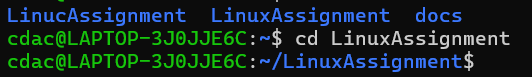 LinucAssignment  LinuxAssignment  docs
cdac@LAPTOP-3J0JJE6C:~$ cd LinuxAssignment
cdac@LAPTOP-3J0JJE6C:~/LinuxAssignment$